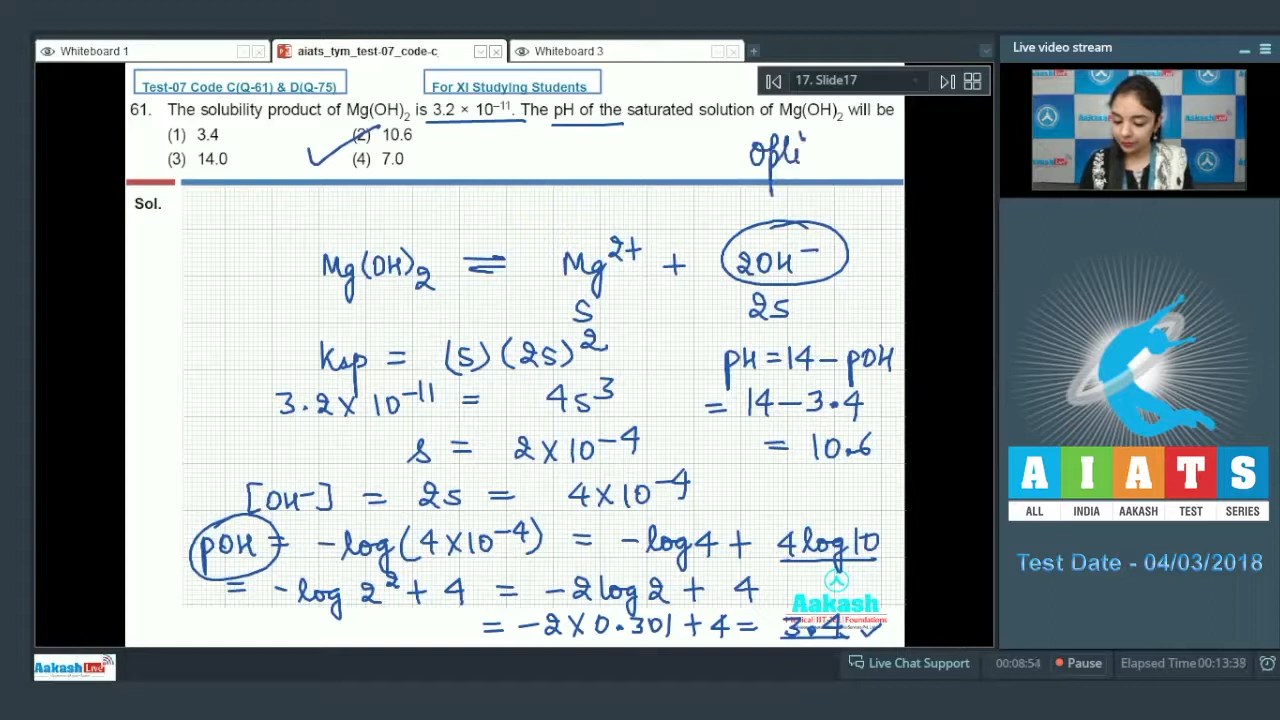 Whiteboard 1
aiats_tym_test-07_code-c_
Whiteboard 3
Live video stream
Test-07 Code C(Q-61) & D(Q-75)
For XI Studying Students
17. Slide17
61. The solubility product of Mg(OH)₂ is 3.2 × 10⁻¹¹. The pH of the saturated solution of Mg(OH)₂ will be
(1) 3.4
(2) 10.6
(3) 14.0
(4) 7.0
Sol.
Mg(OH)₂ ⇌ Mg²⁺ + 2OH⁻
S 2s
Ksp = (s)(2s)²
pH = 14 – pOH
3.2 × 10⁻¹¹ = 4s³
= 14 – 3.4
s = 2 × 10⁻⁴
= 10.6
[OH⁻] = 2s = 4 × 10⁻⁴
pOH = -log(4 × 10⁻⁴) = -log4 + 4log10
= -log 2² + 4 = -2log2 + 4
= -2 × 0.301 + 4 = 3.4
Aakash
AIATS
ALL INDIA AAKASH TEST SERIES
Test Date - 04/03/2018
Aakash Live
Live Chat Support
00:08:54
Pause
Elapsed Time 00:13:38